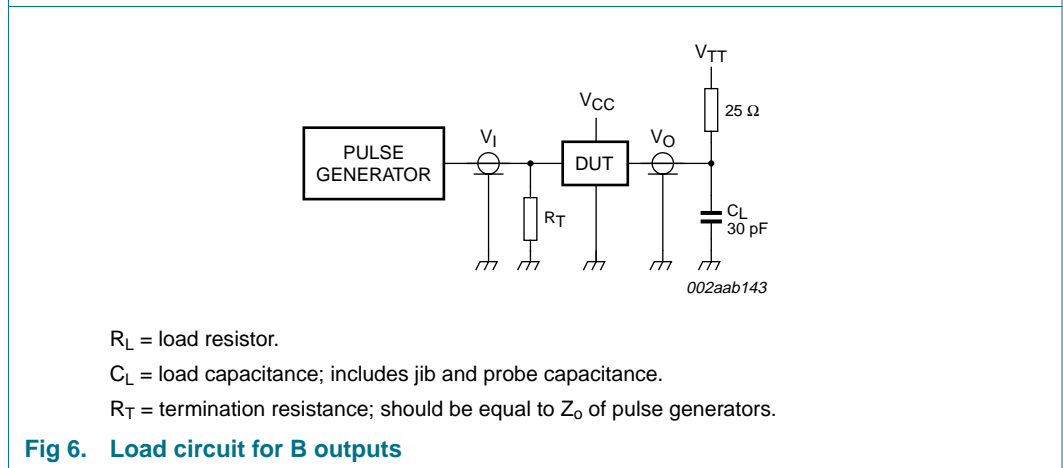 VTT
25 Ω
VCC
VI
VO
PULSE
GENERATOR
DUT
RT
CL
30 pF
002aab143
RL = load resistor.
CL = load capacitance; includes jib and probe capacitance.
RT = termination resistance; should be equal to Zo of pulse generators.
Fig 6. Load circuit for B outputs